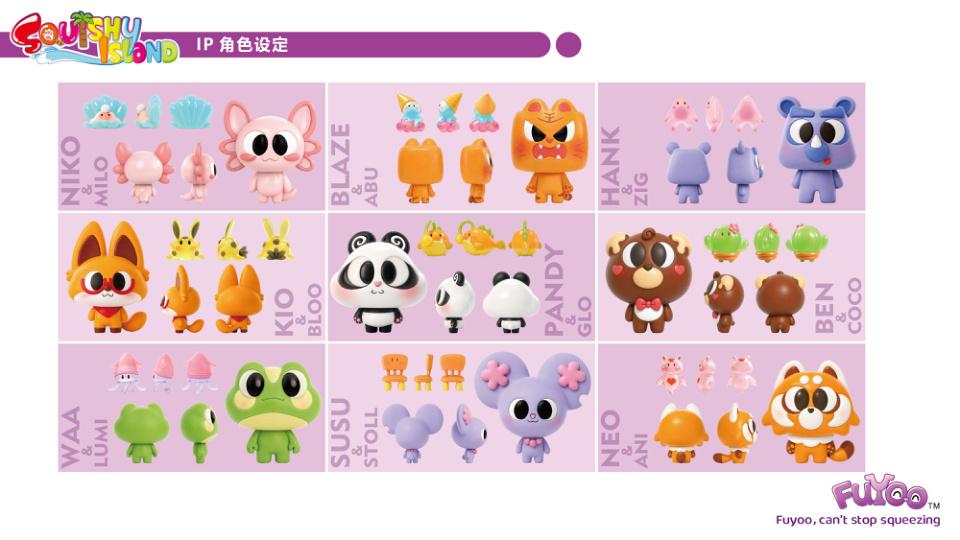 SQUISHY
ISLAND
IP 角色设定
NIKO
&
MILO
BLAZE
&
ABU
HANK
&
ZIG
KIO
&
BLOO
PANDY
&
GLO
BEN
&
COCO
WAA
&
LUMI
SUSU
&
STOLL
NEO
&
ANI
FUYOO TM
Fuyoo, can't stop squeezing